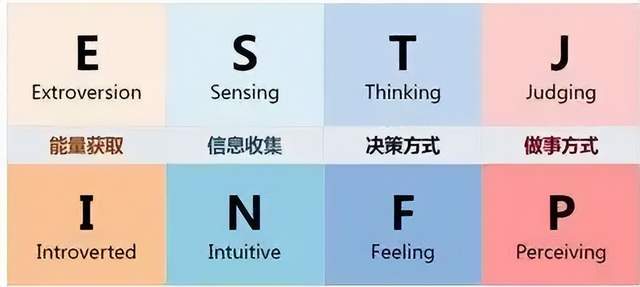 E S T J
Extroversion Sensing Thinking Judging
能量获取 信息收集 决策方式 做事方式
I N F P
Introverted Intuitive Feeling Perceiving